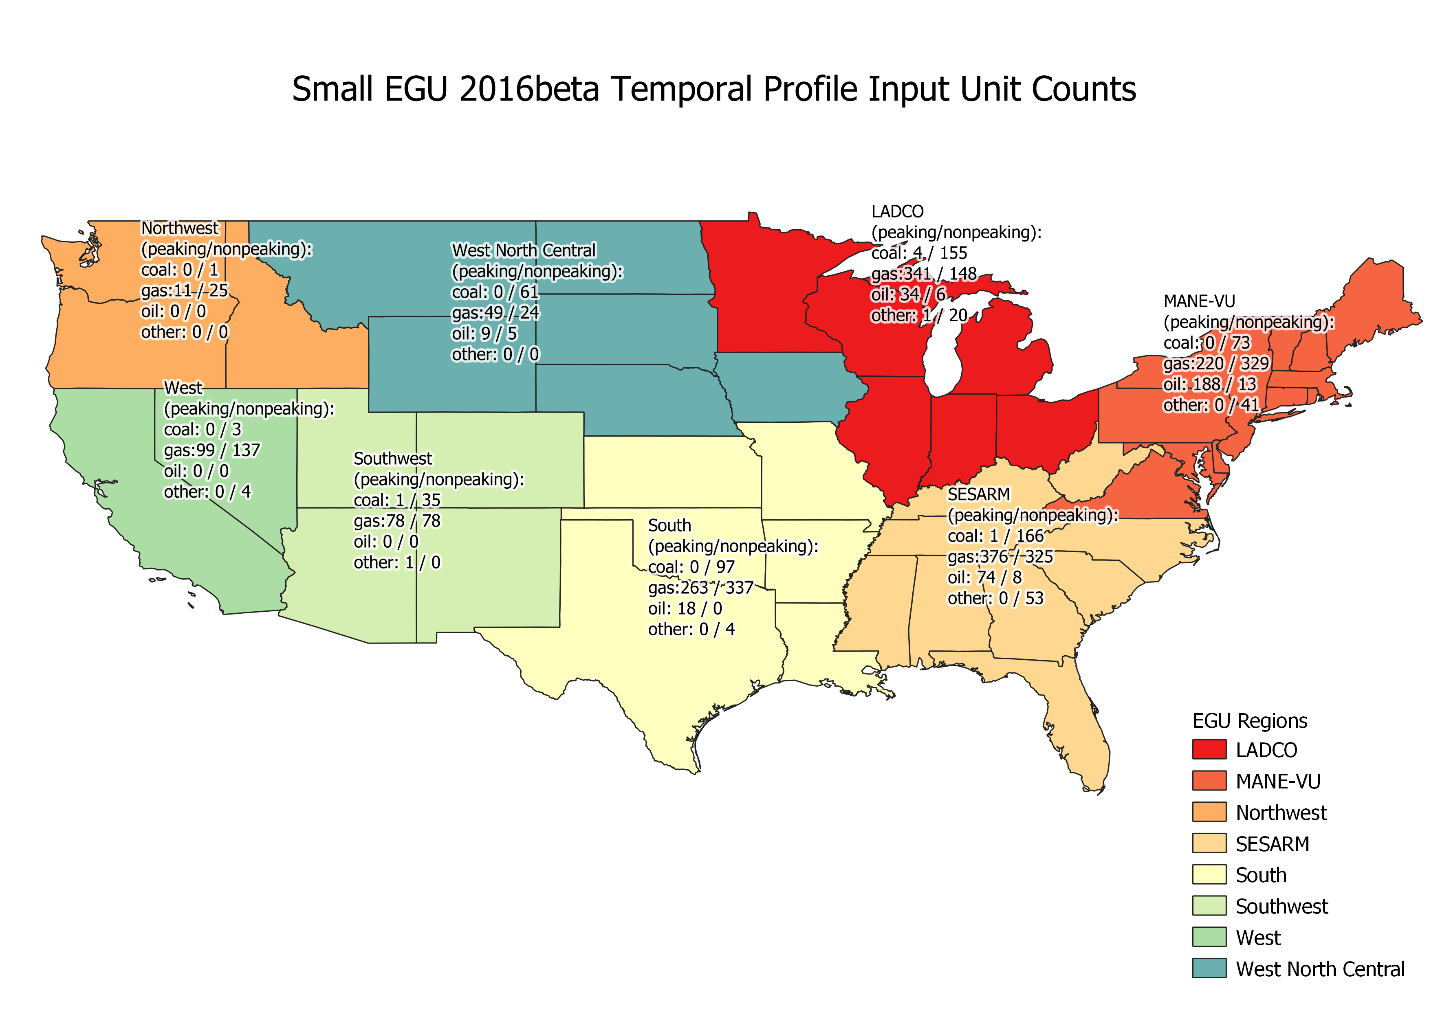 Small EGU 2016beta Temporal Profile Input Unit Counts
Northwest
(peaking/nonpeaking):
coal: 0 / 1
gas:11 / 25
oil: 0 / 0
other: 0 / 0
West North Central
(peaking/nonpeaking):
coal: 0 / 61
gas:49 / 24
oil: 9 / 5
other: 0 / 0
LADCO
(peaking/nonpeaking):
coal: 4 / 155
gas:341 / 148
oil: 34 / 6
other: 1 / 20
MANE-VU
(peaking/nonpeaking):
coal: 0 / 73
gas:220 / 329
oil: 188 / 13
other: 0 / 41
West
(peaking/nonpeaking):
coal: 0 / 3
gas:99 / 137
oil: 0 / 0
other: 0 / 4
Southwest
(peaking/nonpeaking):
coal: 1 / 35
gas:78 / 78
oil: 0 / 0
other: 1 / 0
South
(peaking/nonpeaking):
coal: 0 / 97
gas:263 / 337
oil: 18 / 0
other: 0 / 4
SESARM
(peaking/nonpeaking):
coal: 1 / 166
gas:376 / 325
oil: 74 / 8
other: 0 / 53
EGU Regions
LADCO
MANE-VU
Northwest
SESARM
South
Southwest
West
West North Central